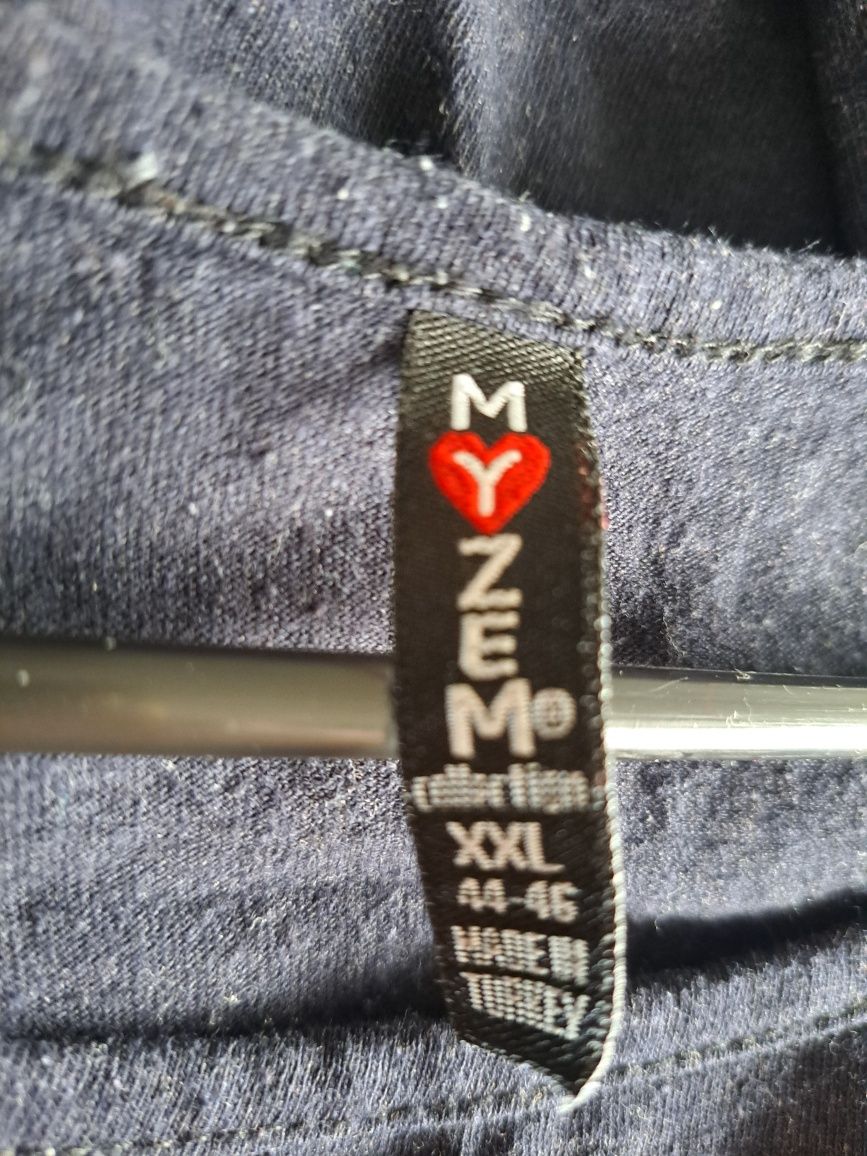 M
Y
Z
E
M®
collection
XXL
44-46
MADE IN
TURKEY